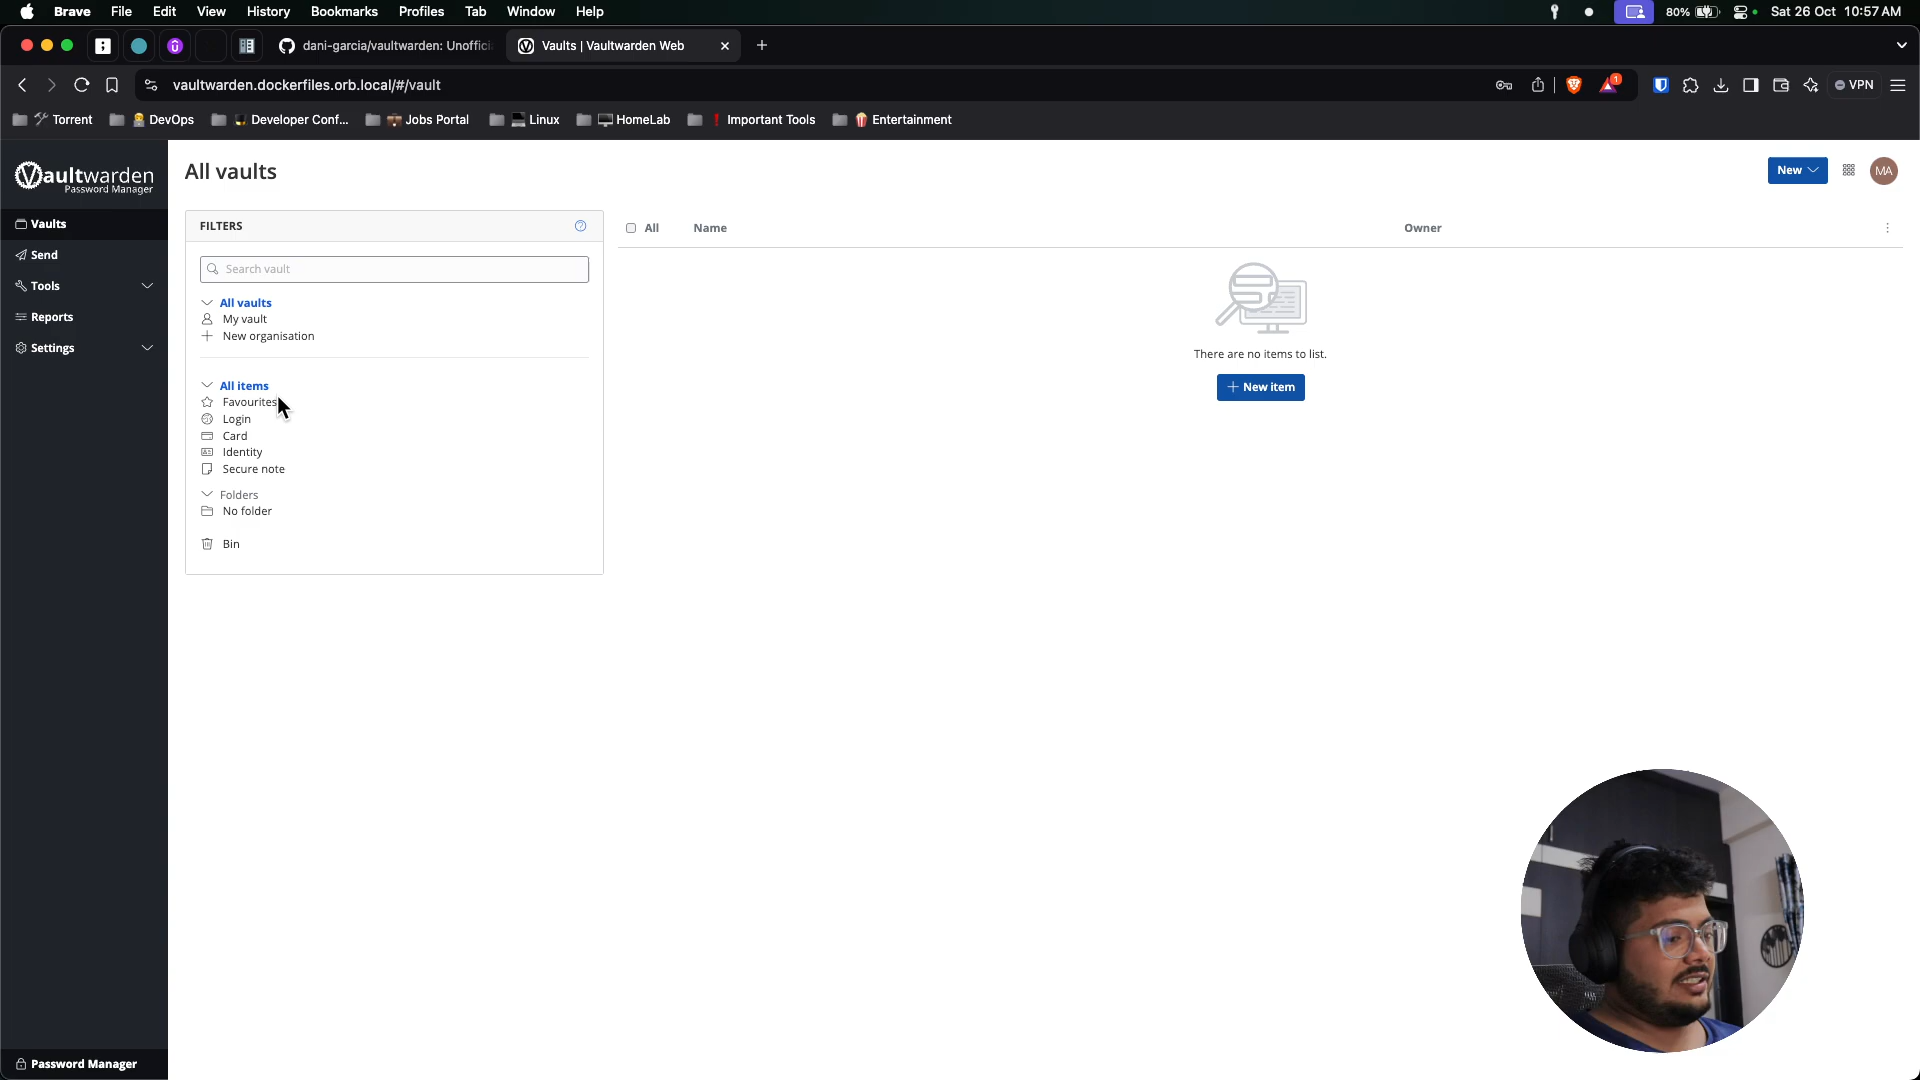 Brave File Edit View History Bookmarks Profiles Tab Window Help 80% Sat 26 Oct 10:57 AM
dani-garcia/vaultwarden: Unoffici Vaults | Vaultwarden Web
vaultwarden.dockerfiles.orb.local/#/vault 1 VPN
Torrent DevOps Developer Conf... Jobs Portal Linux HomeLab Important Tools Entertainment
Vaultwarden
Password Manager
Vaults
Send
Tools
Reports
Settings
Password Manager
All vaults
New
MA
FILTERS
Search vault
All vaults
My vault
New organisation
All items
Favourites
Login
Card
Identity
Secure note
Folders
No folder
Bin
All Name Owner
There are no items to list.
New item